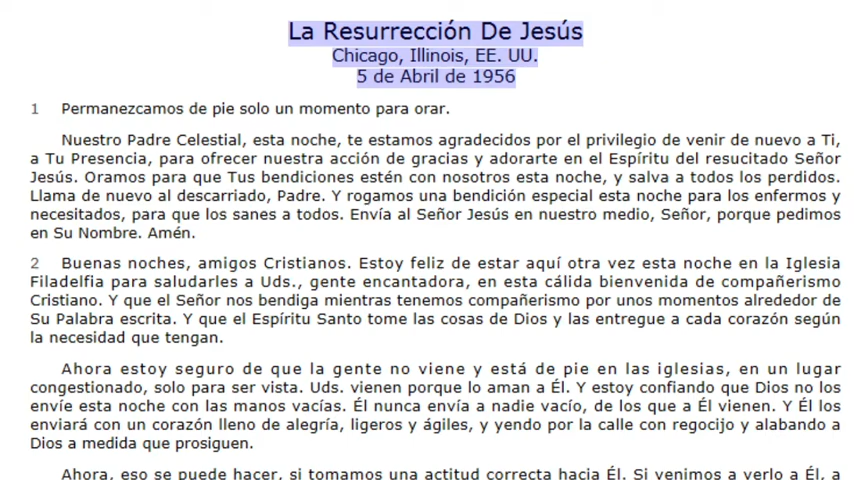 La Resurrección De Jesús
Chicago, Illinois, EE. UU.
5 de Abril de 1956
1 Permanezcamos de pie solo un momento para orar.
Nuestro Padre Celestial, esta noche, te estamos agradecidos por el privilegio de venir de nuevo a Ti,
a Tu Presencia, para ofrecer nuestra acción de gracias y adorarte en el Espíritu del resucitado Señor
Jesús. Oramos para que Tus bendiciones estén con nosotros esta noche, y salva a todos los perdidos.
Llama de nuevo al descarriado, Padre. Y rogamos una bendición especial esta noche para los enfermos y
necesitados, para que los sanes a todos. Envía al Señor Jesús en nuestro medio, Señor, porque pedimos
en Su Nombre. Amén.
2 Buenas noches, amigos Cristianos. Estoy feliz de estar aquí otra vez esta noche en la Iglesia
Filadelfia para saludarles a Uds., gente encantadora, en esta cálida bienvenida de compañerismo
Cristiano. Y que el Señor nos bendiga mientras tenemos compañerismo por unos momentos alrededor de
Su Palabra escrita. Y que el Espíritu Santo tome las cosas de Dios y las entregue a cada corazón según
la necesidad que tengan.
Ahora estoy seguro de que la gente no viene y está de pie en las iglesias, en un lugar
congestionado, solo para ser vista. Uds. vienen porque lo aman a Él. Y estoy confiando que Dios no los
envíe esta noche con las manos vacías. Él nunca envía a nadie vacío, de los que a Él vienen. Y Él los
enviará con un corazón lleno de alegría, ligeros y ágiles, y yendo por la calle con regocijo y alabando a
Dios a medida que prosiguen.
Ahora, eso se puede hacer, si tomamos una actitud correcta hacia Él. Si venimos a verlo a Él, a